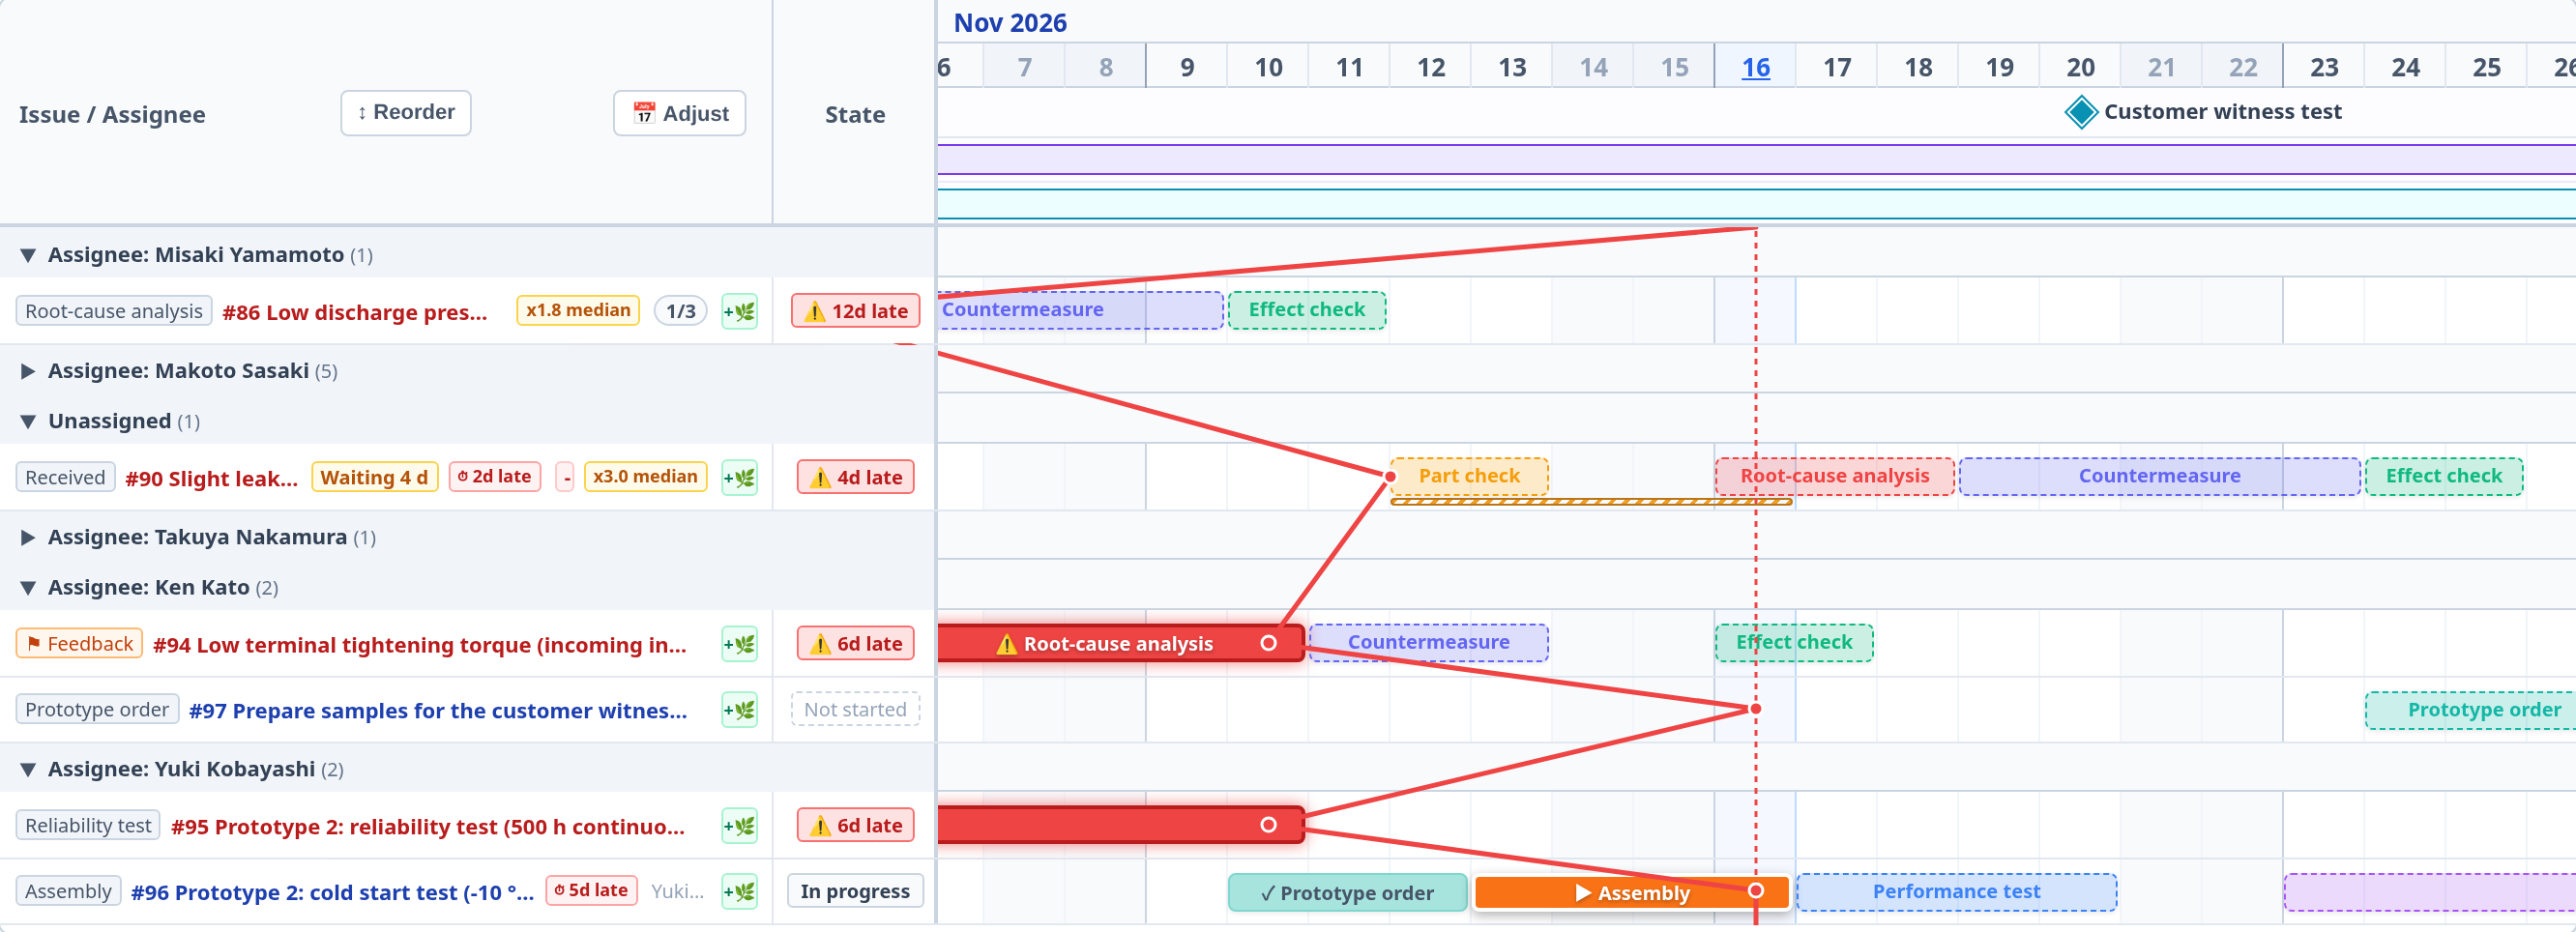 Nov 2026
6 7 8 9 10 11 12 13 14 15 16 17 18 19 20 21 22 23 24 25 26
Issue / Assignee
↕ Reorder
📅 Adjust
State
Customer witness test
▼ Assignee: Misaki Yamamoto (1)
Root-cause analysis #86 Low discharge pres... x1.8 median 1/3 +🌿 ⚠️ 12d late Countermeasure Effect check
▶ Assignee: Makoto Sasaki (5)
▼ Unassigned (1)
Received #90 Slight leak... Waiting 4 d ⏱ 2d late - x3.0 median +🌿 ⚠️ 4d late Part check Root-cause analysis Countermeasure Effect check
▶ Assignee: Takuya Nakamura (1)
▼ Assignee: Ken Kato (2)
⚑ Feedback #94 Low terminal tightening torque (incoming in... +🌿 ⚠️ 6d late ⚠️ Root-cause analysis Countermeasure Effect check
Prototype order #97 Prepare samples for the customer witnes... +🌿 Not started Prototype order
▼ Assignee: Yuki Kobayashi (2)
Reliability test #95 Prototype 2: reliability test (500 h continuo... +🌿 ⚠️ 6d late
Assembly #96 Prototype 2: cold start test (-10 °... ⏱ 5d late Yuki... +🌿 In progress ✓ Prototype order ▶ Assembly Performance test